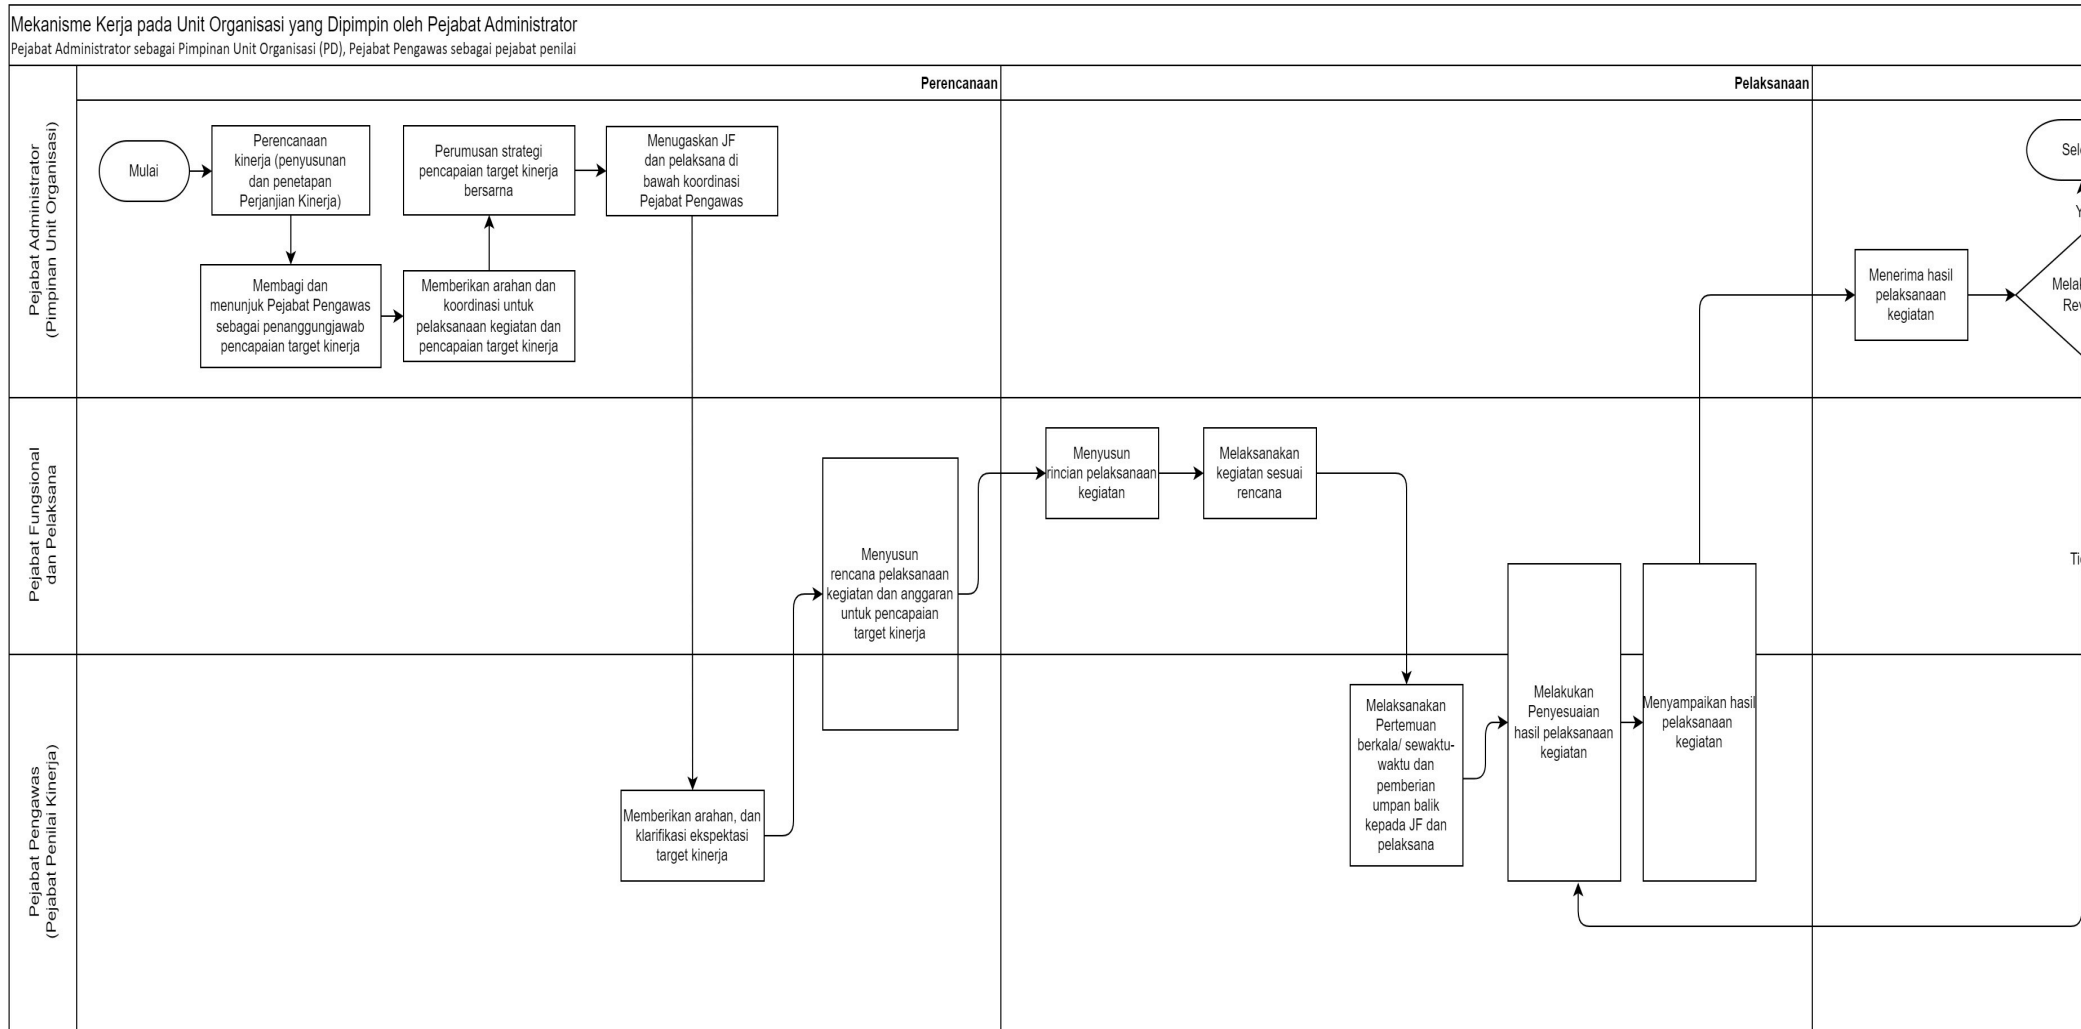 Mekanisme Kerja pada Unit Organisasi yang Dipimpin oleh Pejabat Administrator
Pejabat Administrator sebagai Pimpinan Unit Organisasi (PD), Pejabat Pengawas sebagai pejabat penilai
Perencanaan
Pelaksanaan
Pejabat Administrator
(Pimpinan Unit Organisasi)
Mulai
Perencanaan
kinerja (penyusunan
dan penetapan
Perjanjian Kinerja)
Membagi dan
menunjuk Pejabat Pengawas
sebagai penanggungjawab
pencapaian target kinerja
Memberikan arahan dan
koordinasi untuk
pelaksanaan kegiatan dan
pencapaian target kinerja
Perumusan strategi
pencapaian target kinerja
bersarna
Menugaskan JF
dan pelaksana di
bawah koordinasi
Pejabat Pengawas
Menerima hasil
pelaksanaan
kegiatan
Pejabat Fungsional
dan Pelaksana
Menyusun
rencana pelaksanaan
kegiatan dan anggaran
untuk pencapaian
target kinerja
Menyusun
rincian pelaksanaan
kegiatan
Melaksanakan
kegiatan sesuai
rencana
Pejabat Pengawas
(Pejabat Penilai Kinerja)
Memberikan arahan, dan
klarifikasi ekspektasi
target kinerja
Melaksanakan
Pertemuan
berkala/ sewaktu-
waktu dan
pemberian
umpan balik
kepada JF dan
pelaksana
Melakukan
Penyesuaian
hasil pelaksanaan
kegiatan
Menyampaikan hasil
pelaksanaan
kegiatan